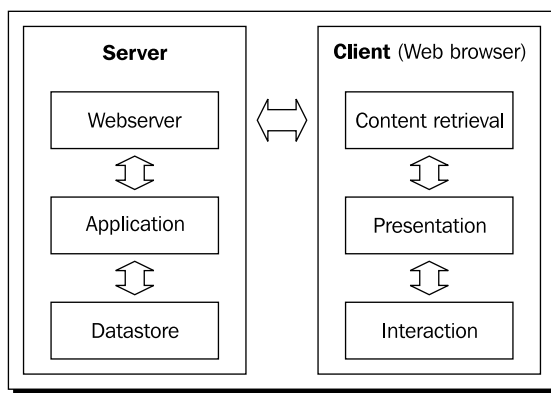 Server
Webserver
Application
Datastore
Client (Web browser)
Content retrieval
Presentation
Interaction